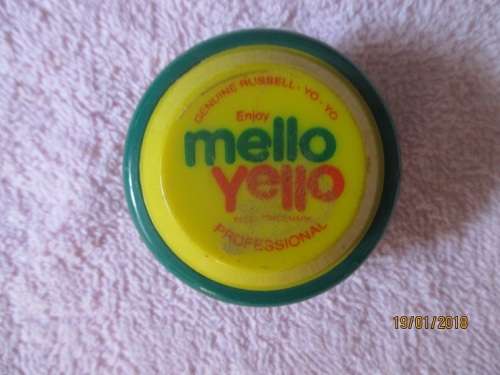 GENUINE RUSSELL · YO - YO
Enjoy
mello
Yello
PROFESSIONAL
19/01/2018